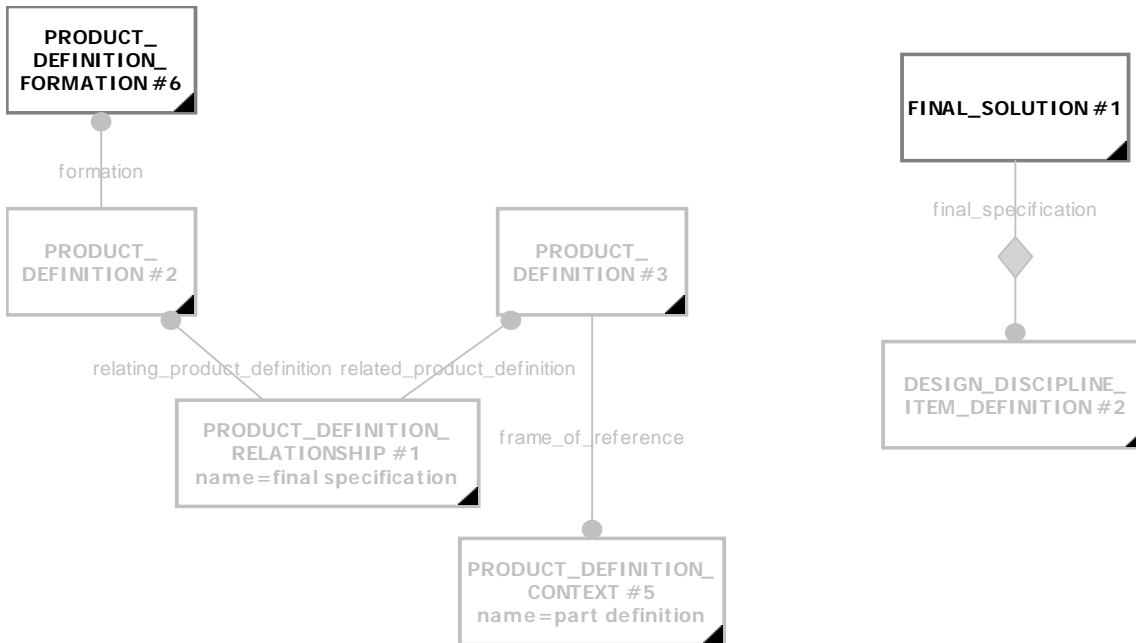 PRODUCT_
DEFINITION_
FORMATION #6
FINAL_SOLUTION #1
formation
final_specification
PRODUCT_
DEFINITION #2
PRODUCT_
DEFINITION #3
relating_product_definition
related_product_definition
DESIGN_DISCIPLINE_
ITEM_DEFINITION #2
PRODUCT_DEFINITION_
RELATIONSHIP #1
name=final specification
frame_of_reference
PRODUCT_DEFINITION_
CONTEXT #5
name=part definition